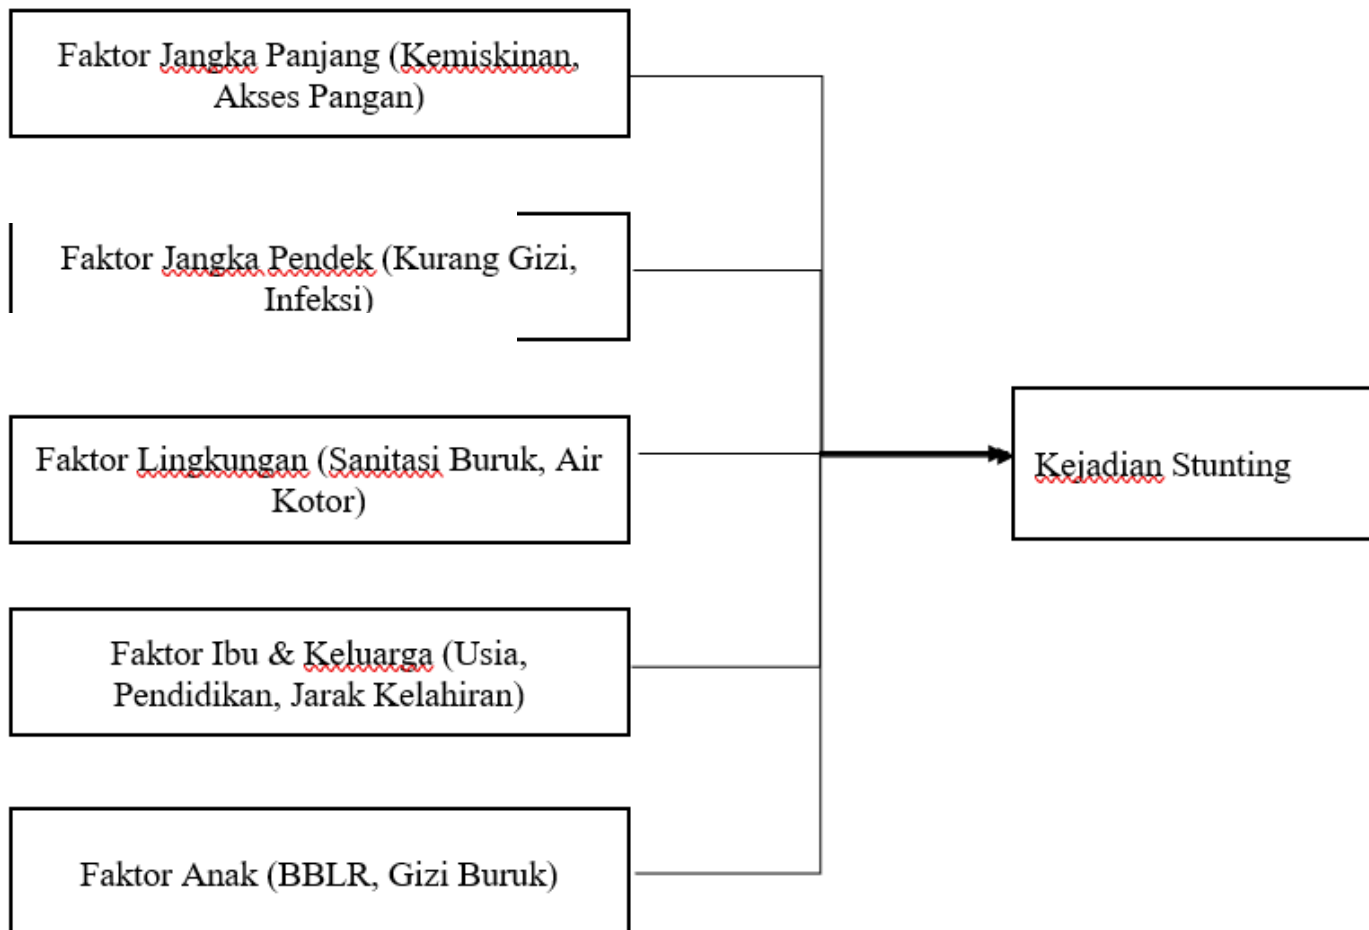 Faktor Jangka Panjang (Kemiskinan,
Akses Pangan)
Faktor Jangka Pendek (Kurang Gizi,
Infeksi)
Faktor Lingkungan (Sanitasi Buruk, Air
Kotor)
Kejadian Stunting
Faktor Ibu & Keluarga (Usia,
Pendidikan, Jarak Kelahiran)
Faktor Anak (BBLR, Gizi Buruk)